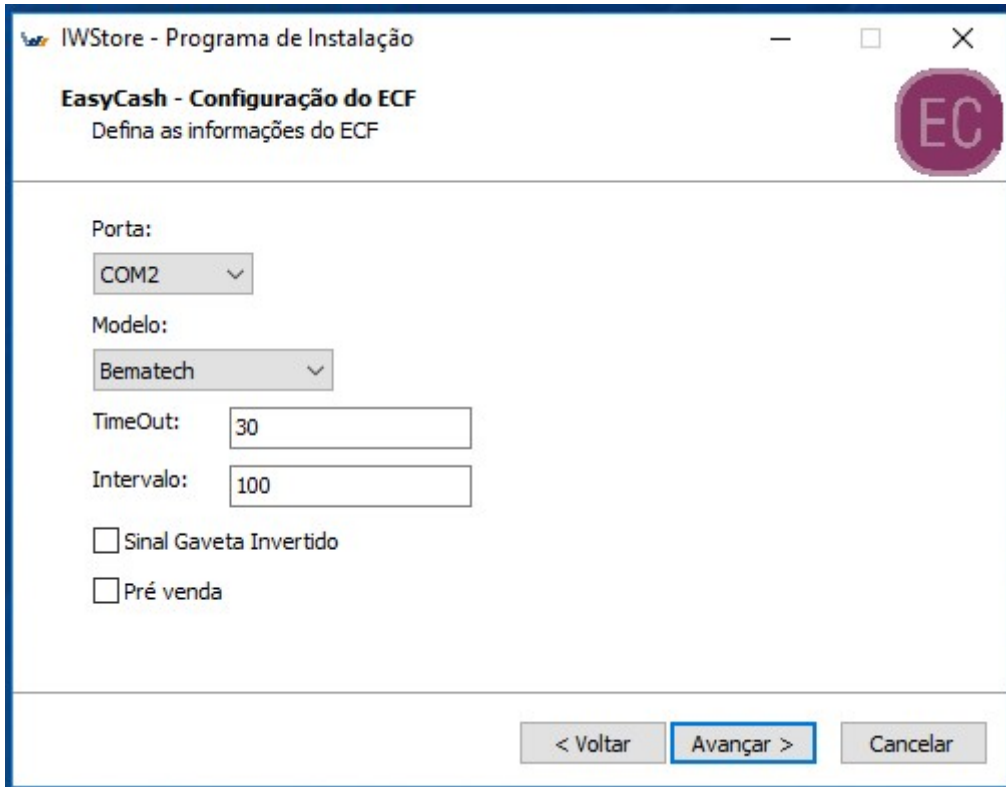 IWStore - Programa de Instalação
EasyCash - Configuração do ECF
Defina as informações do ECF
EC
Porta:
COM2
Modelo:
Bematech
TimeOut: 30
Intervalo: 100
Sinal Gaveta Invertido
Pré venda
< Voltar Avançar > Cancelar